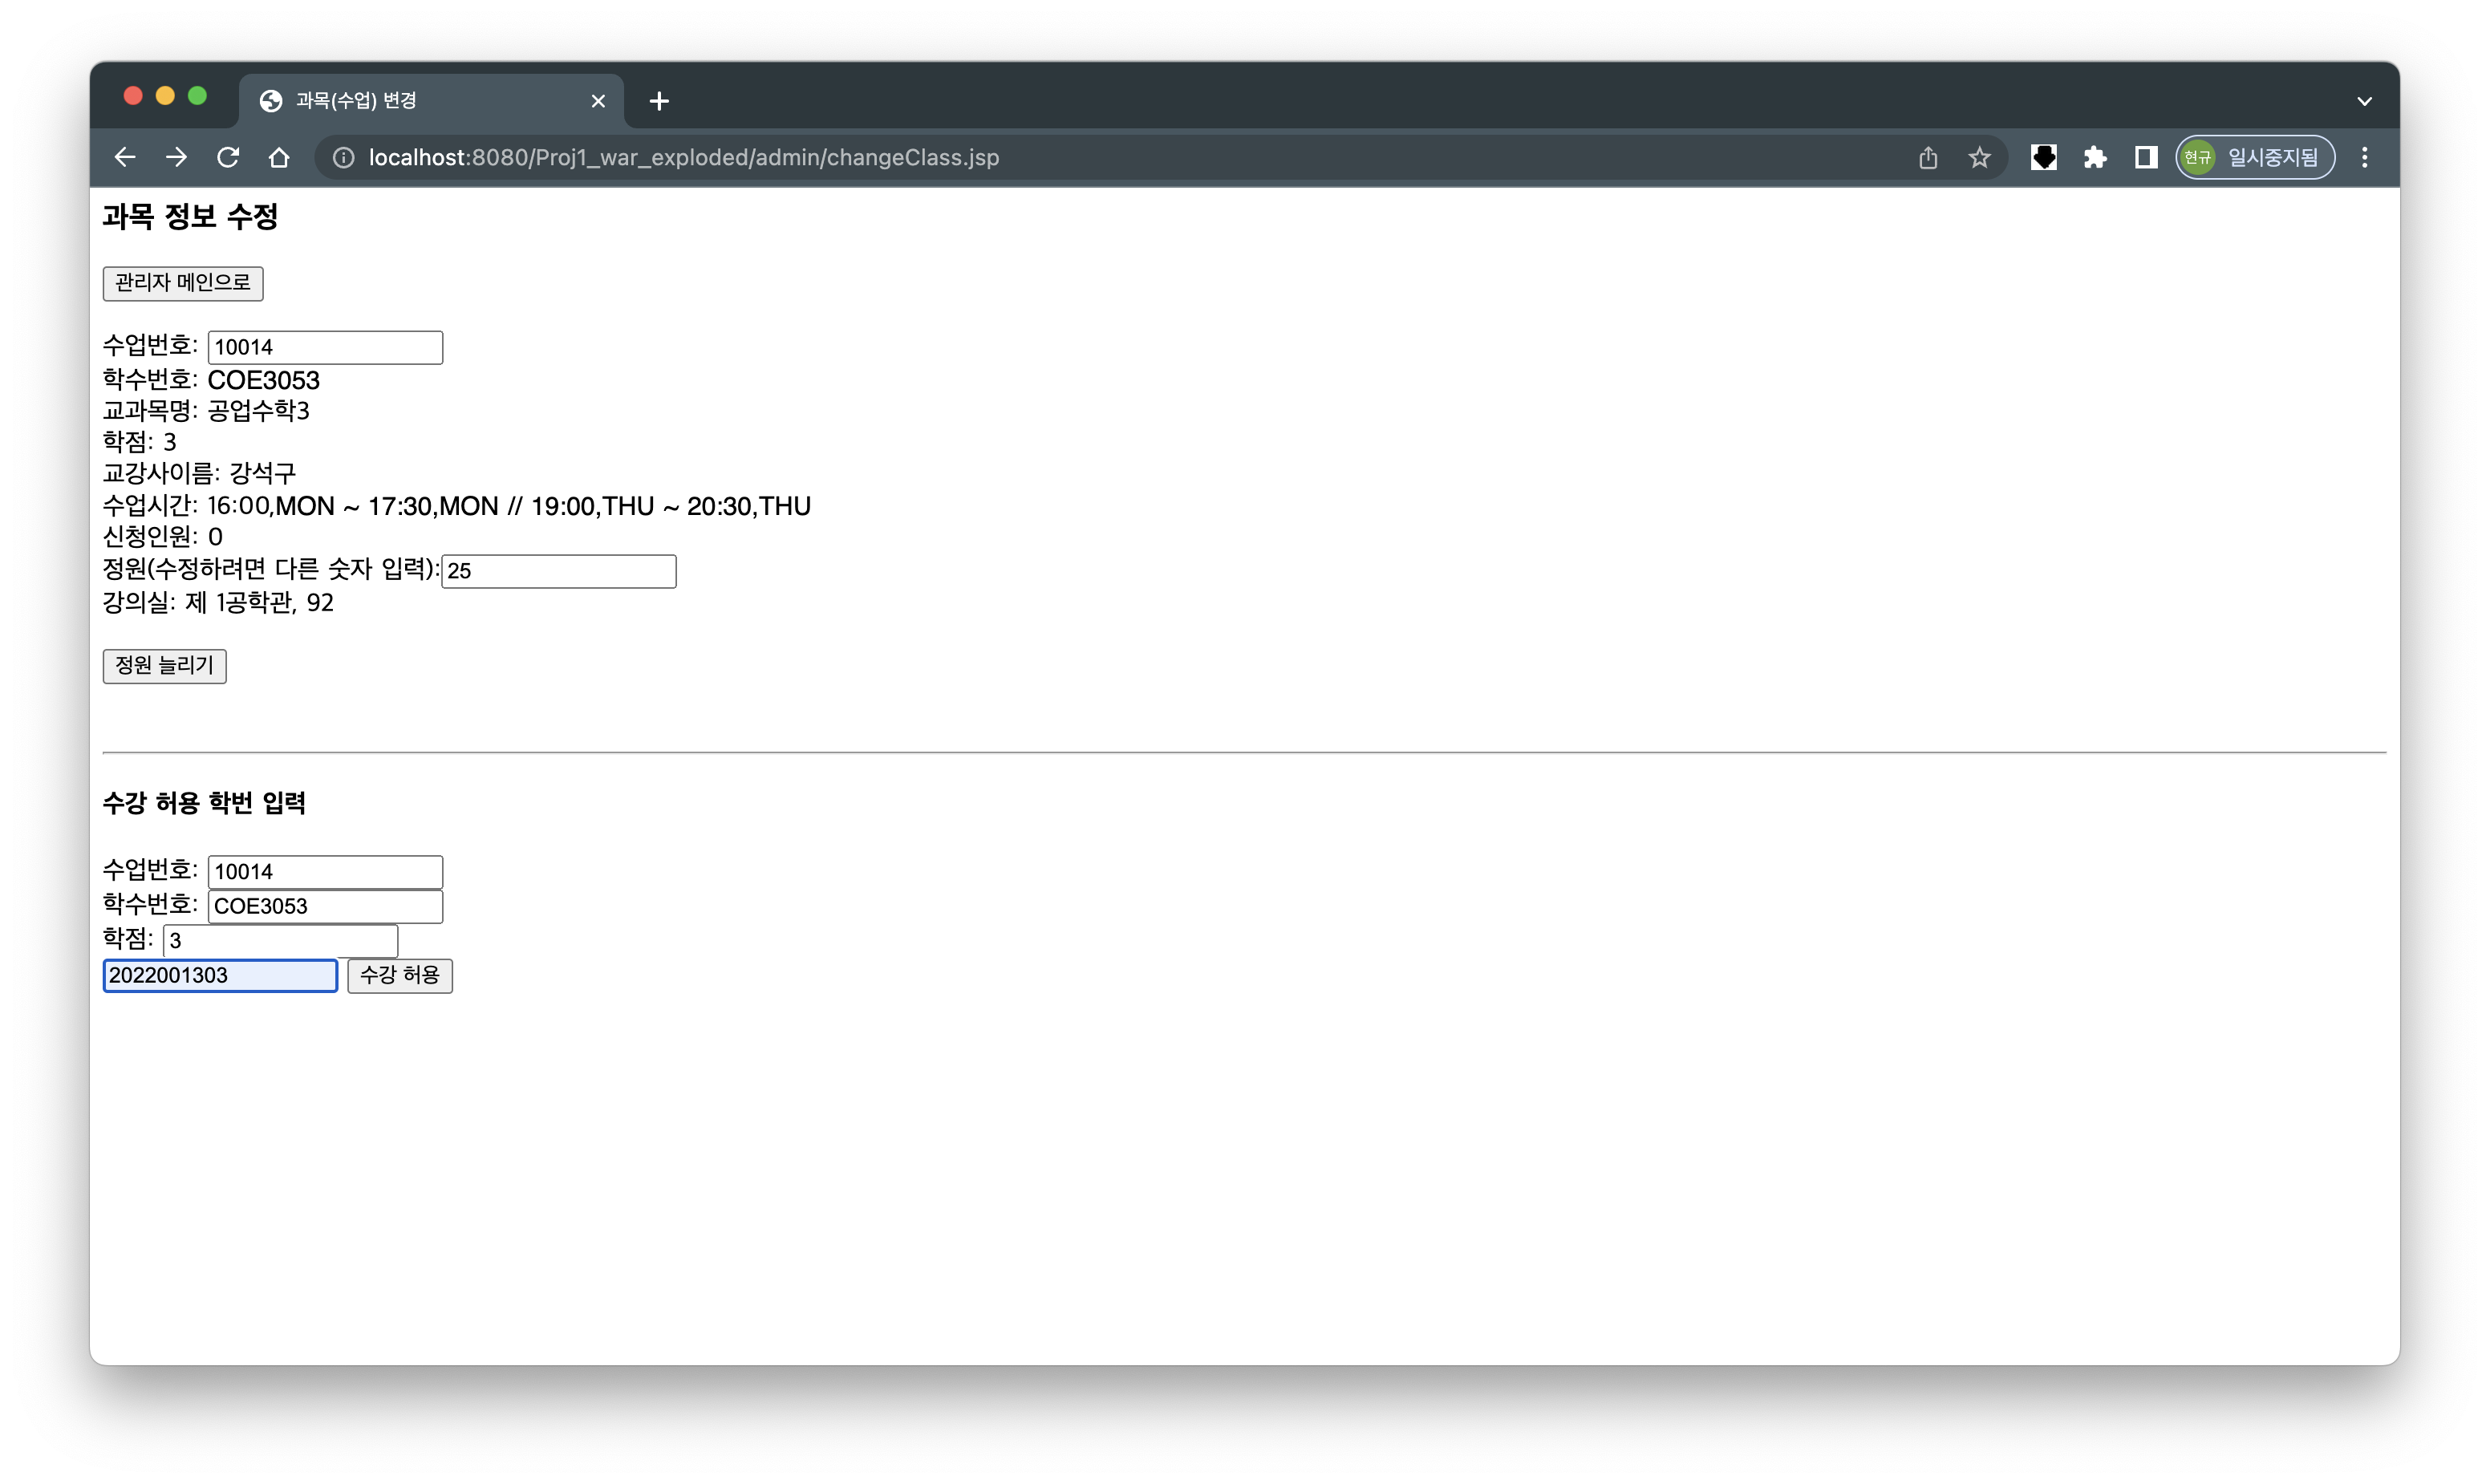 과목(수업) 변경
localhost:8080/Proj1_war_exploded/admin/changeClass.jsp
현규 일시중지됨
과목 정보 수정
관리자 메인으로
수업번호: 10014
학수번호: COE3053
교과목명: 공업수학3
학점: 3
교강사이름: 강석구
수업시간: 16:00,MON ~ 17:30,MON // 19:00,THU ~ 20:30,THU
신청인원: 0
정원(수정하려면 다른 숫자 입력):25
강의실: 제 1공학관, 92
정원 늘리기
수강 허용 학번 입력
수업번호: 10014
학수번호: COE3053
학점: 3
2022001303 수강 허용